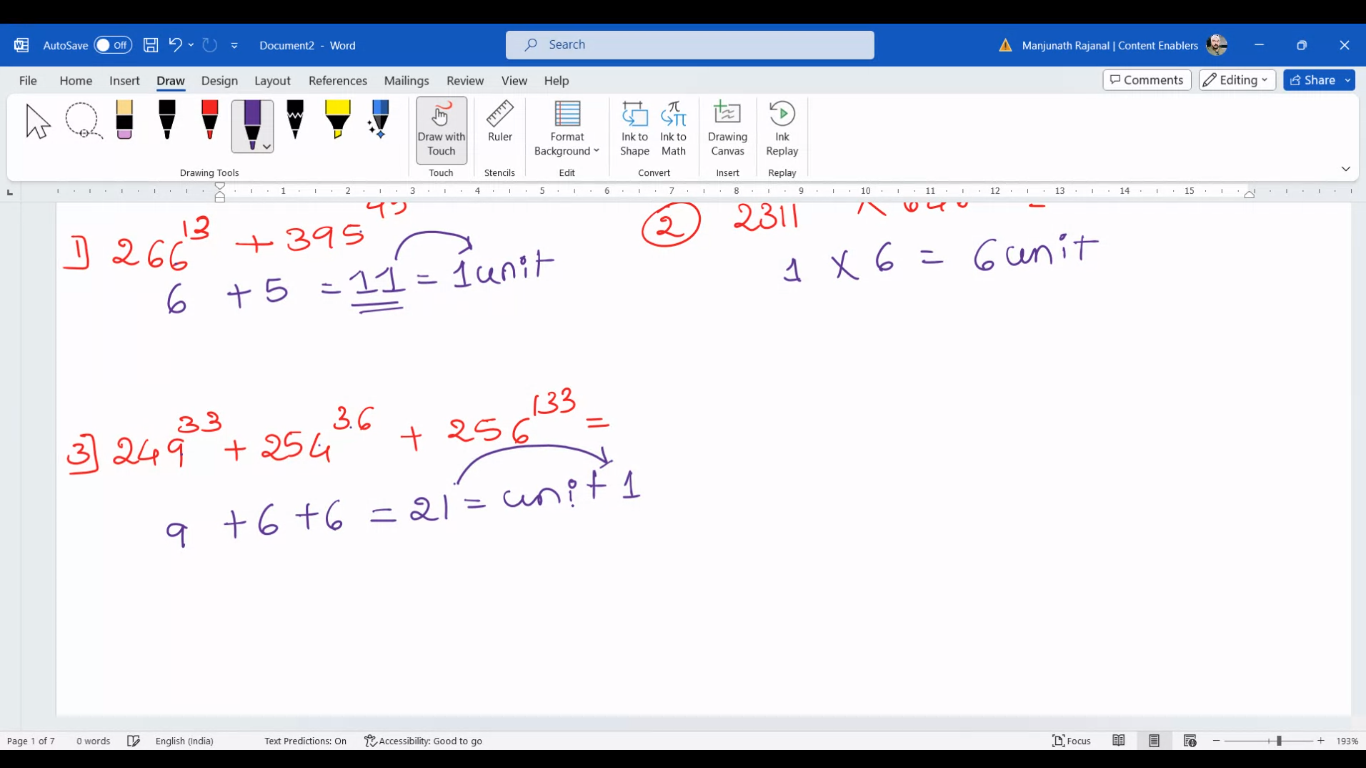 AutoSave Off Document2 - Word Search Manjunath Rajanal | Content Enablers
File Home Insert Draw Design Layout References Mailings Review View Help Comments Editing Share
Draw with Touch Ruler Format Background Ink to Shape Ink to Math Drawing Canvas Ink Replay
Drawing Tools Touch Stencils Edit Convert Insert Replay
1 2 3 4 5 6 7 8 9 10 11 12 13 14 15
1] 266^13 + 395^45
6 + 5 = 11 = 1 unit
2 2311 ×
1 × 6 = 6 unit
3] 249^33 + 254^3.6 + 256^133 =
9 + 6 + 6 = 21 = unit 1
Page 1 of 7 0 words English (India) Text Predictions: On Accessibility: Good to go Focus 193%